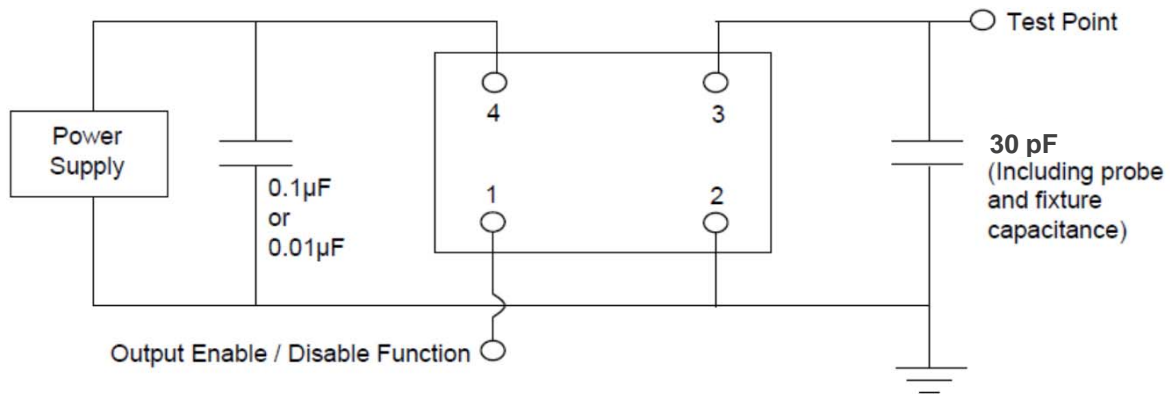 Test Point
4
3
Power
Supply
30 pF
(Including probe
and fixture
capacitance)
0.1µF
or
0.01µF
1
2
Output Enable / Disable Function